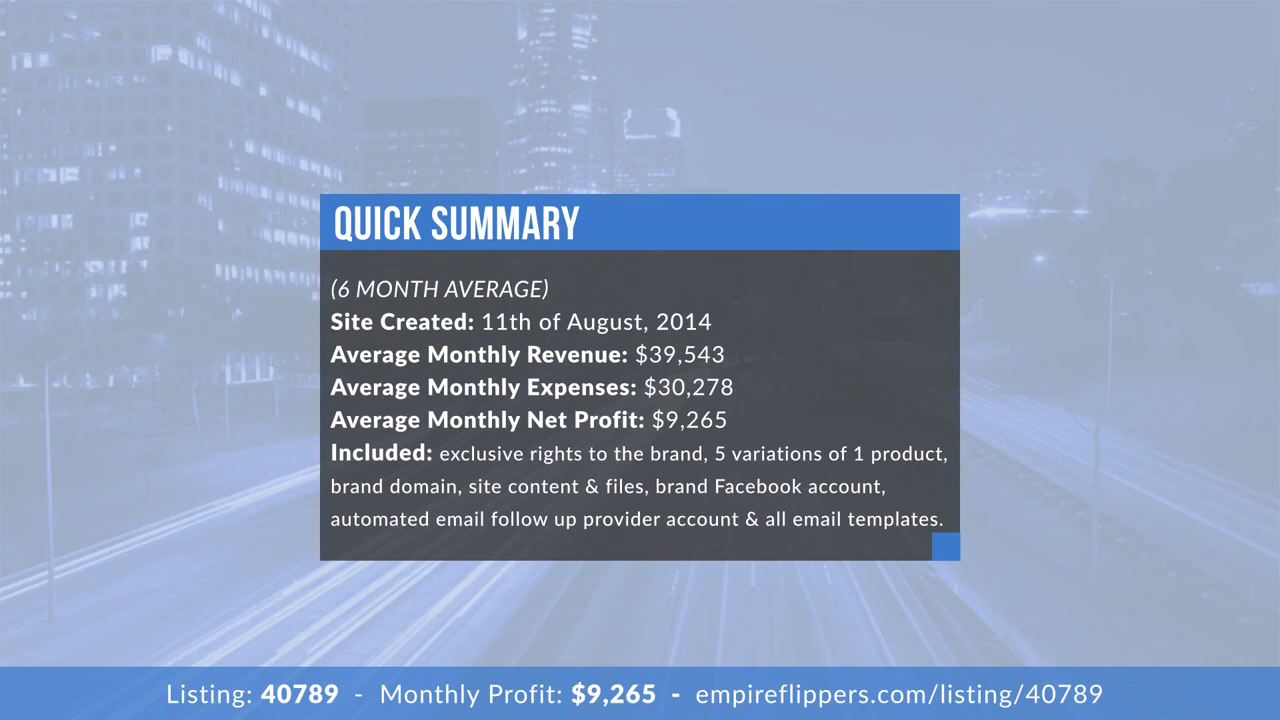 QUICK SUMMARY
(6 MONTH AVERAGE)
Site Created: 11th of August, 2014
Average Monthly Revenue: $39,543
Average Monthly Expenses: $30,278
Average Monthly Net Profit: $9,265
Included: exclusive rights to the brand, 5 variations of 1 product,
brand domain, site content & files, brand Facebook account,
automated email follow up provider account & all email templates.
Listing: 40789 - Monthly Profit: $9,265 - empireflippers.com/listing/40789